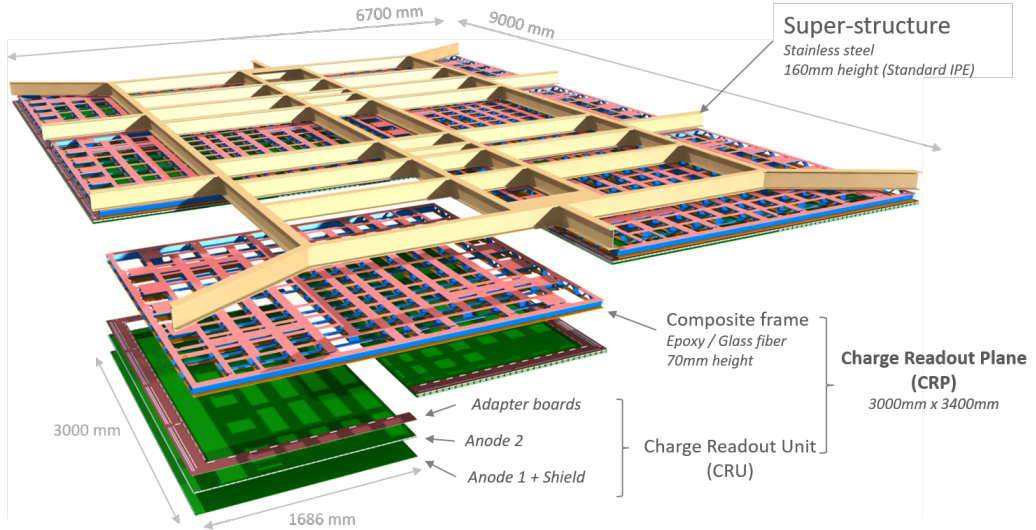 6700 mm
9000 mm
Super-structure
Stainless steel
160mm height (Standard IPE)
Composite frame
Epoxy / Glass fiber
70mm height
Charge Readout Plane
(CRP)
3000mm x 3400mm
Adapter boards
Anode 2
Anode 1 + Shield
Charge Readout Unit
(CRU)
3000 mm
1686 mm